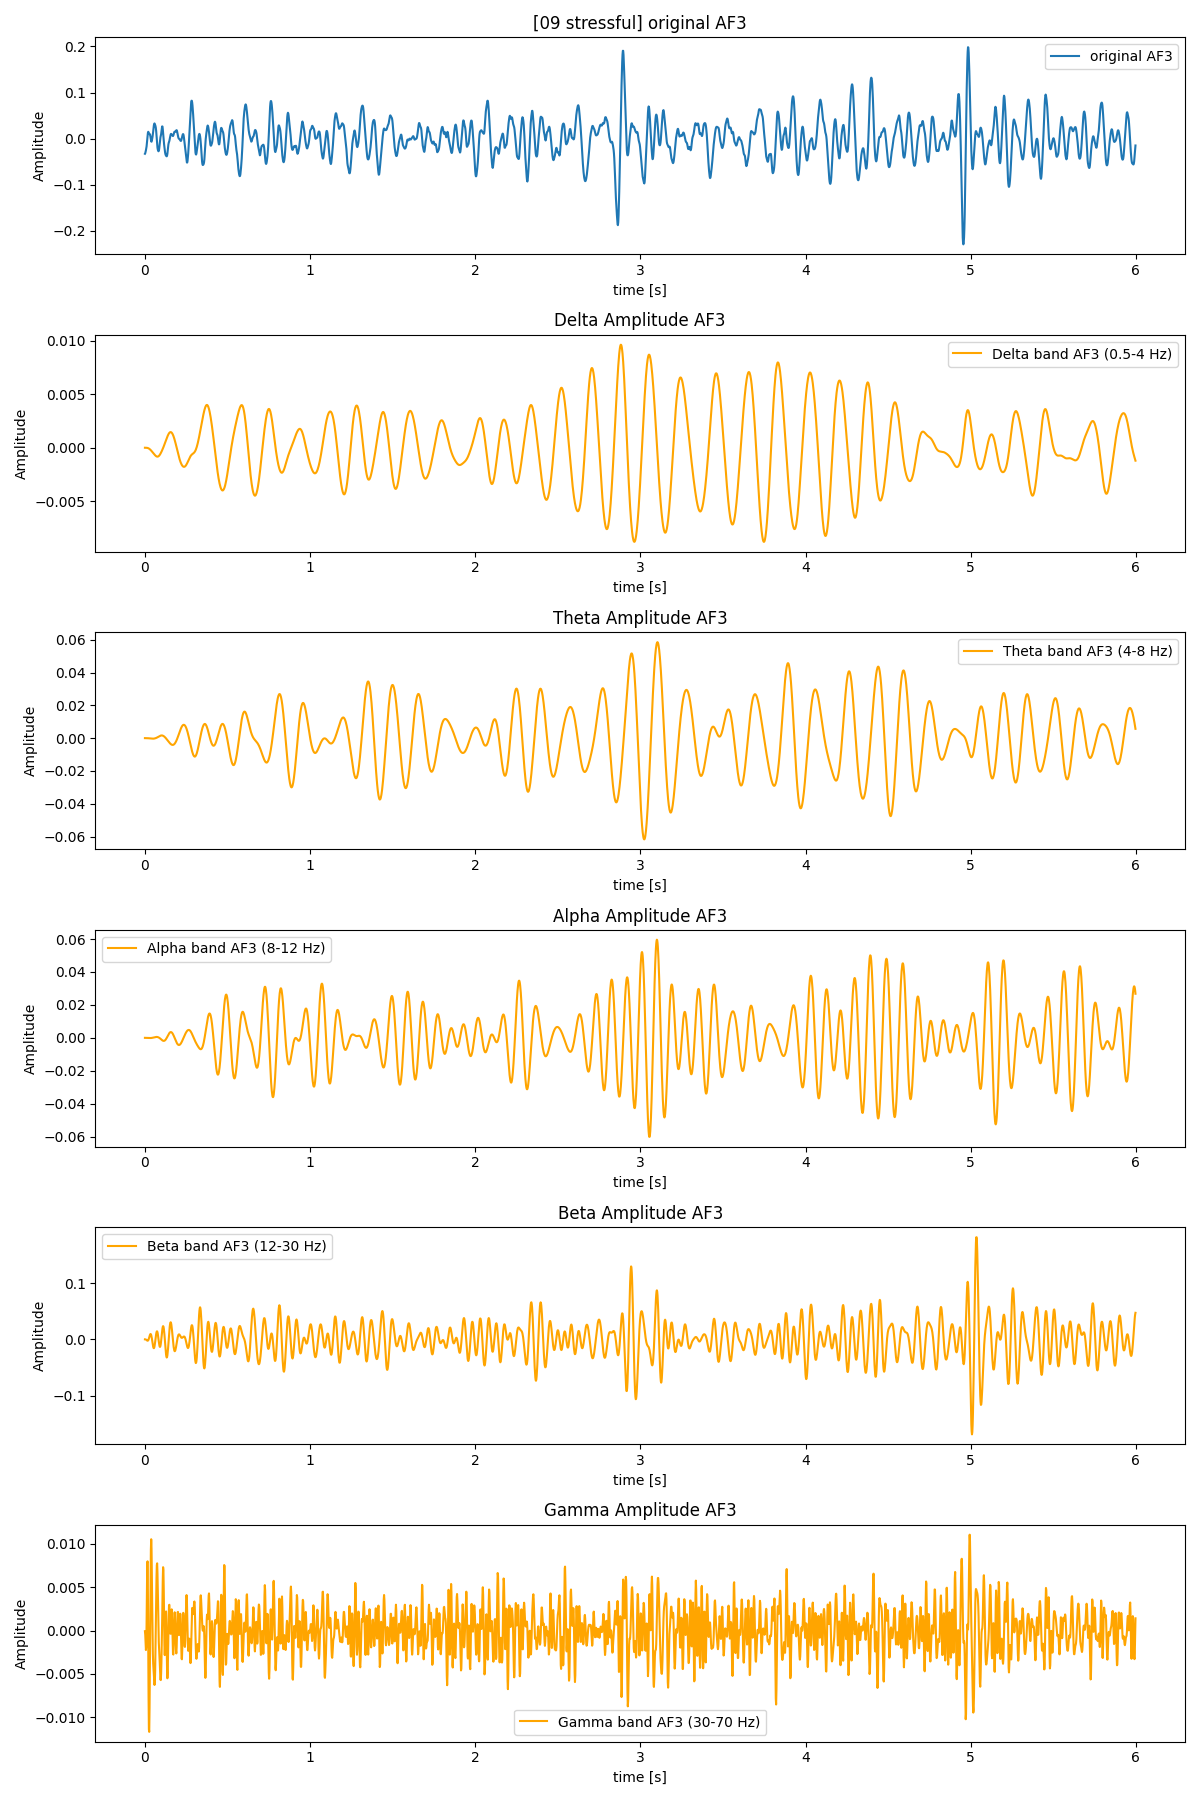 [09 stressful] original AF3
original AF3
Amplitude
0.2
0.1
0.0
−0.1
−0.2
0 1 2 3 4 5 6
time [s]
Delta Amplitude AF3
Delta band AF3 (0.5-4 Hz)
Amplitude
0.010
0.005
0.000
−0.005
0 1 2 3 4 5 6
time [s]
Theta Amplitude AF3
Theta band AF3 (4-8 Hz)
Amplitude
0.06
0.04
0.02
0.00
−0.02
−0.04
−0.06
0 1 2 3 4 5 6
time [s]
Alpha Amplitude AF3
Alpha band AF3 (8-12 Hz)
Amplitude
0.06
0.04
0.02
0.00
−0.02
−0.04
−0.06
0 1 2 3 4 5 6
time [s]
Beta Amplitude AF3
Beta band AF3 (12-30 Hz)
Amplitude
0.1
0.0
−0.1
0 1 2 3 4 5 6
time [s]
Gamma Amplitude AF3
Amplitude
0.010
0.005
0.000
−0.005
−0.010
Gamma band AF3 (30-70 Hz)
0 1 2 3 4 5 6
time [s]